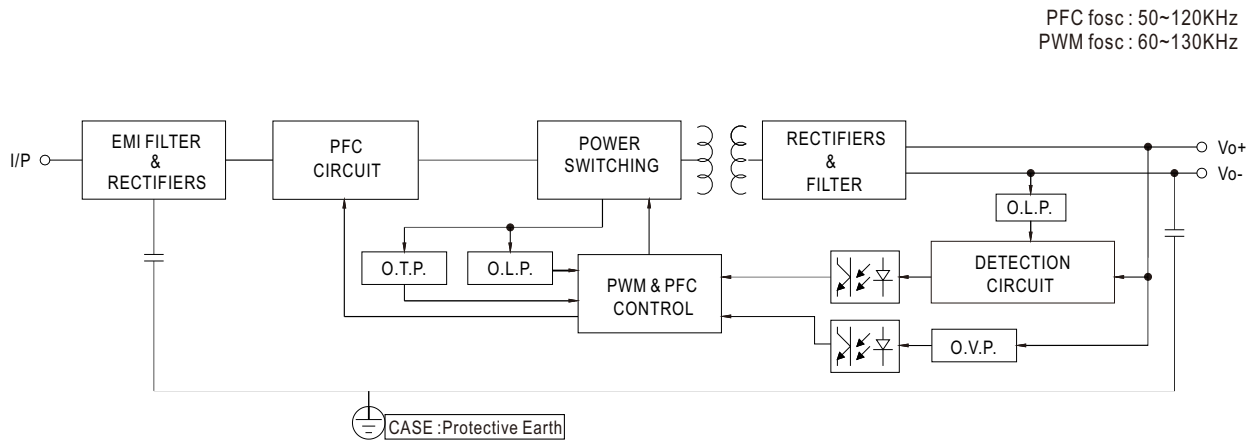 PFC fosc : 50~120KHz
PWM fosc : 60~130KHz
I/P
EMI FILTER
&
RECTIFIERS
PFC
CIRCUIT
POWER
SWITCHING
RECTIFIERS
&
FILTER
Vo+
Vo-
O.L.P.
O.T.P.
O.L.P.
PWM & PFC
CONTROL
DETECTION
CIRCUIT
O.V.P.
CASE :Protective Earth